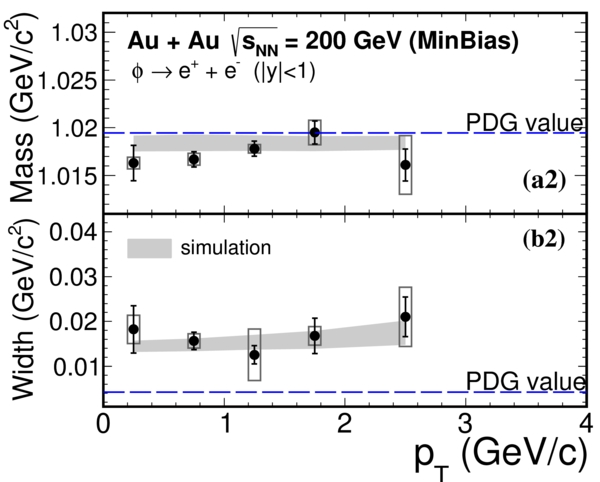 Mass (GeV/c²)
1.03
1.025
1.02
1.015
Au + Au √sNN = 200 GeV (MinBias)
ϕ → e⁺ + e⁻ (|y|<1)
PDG value
(a2)
Width (GeV/c²)
0.04
0.03
0.02
0.01
simulation
(b2)
PDG value
0 1 2 3 4
pT (GeV/c)